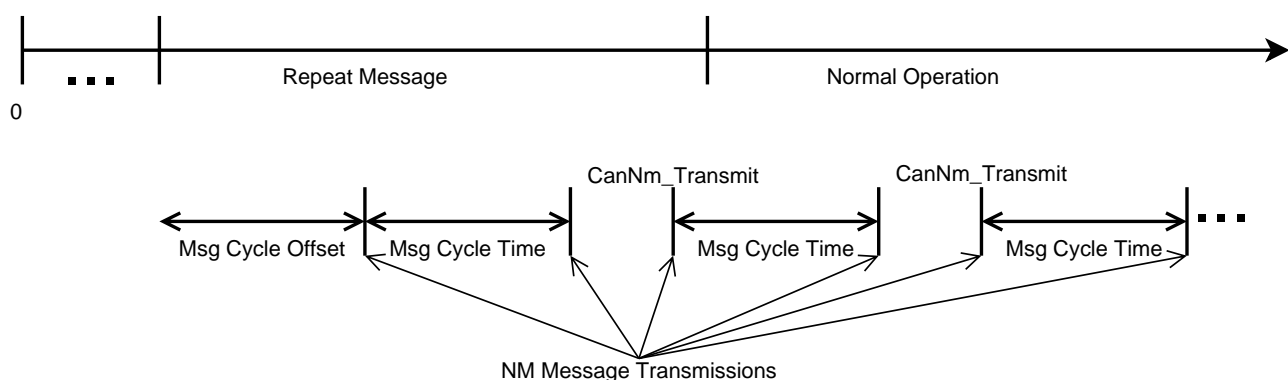 Repeat Message
Normal Operation
0
CanNm_Transmit
CanNm_Transmit
Msg Cycle Offset
Msg Cycle Time
Msg Cycle Time
Msg Cycle Time
NM Message Transmissions